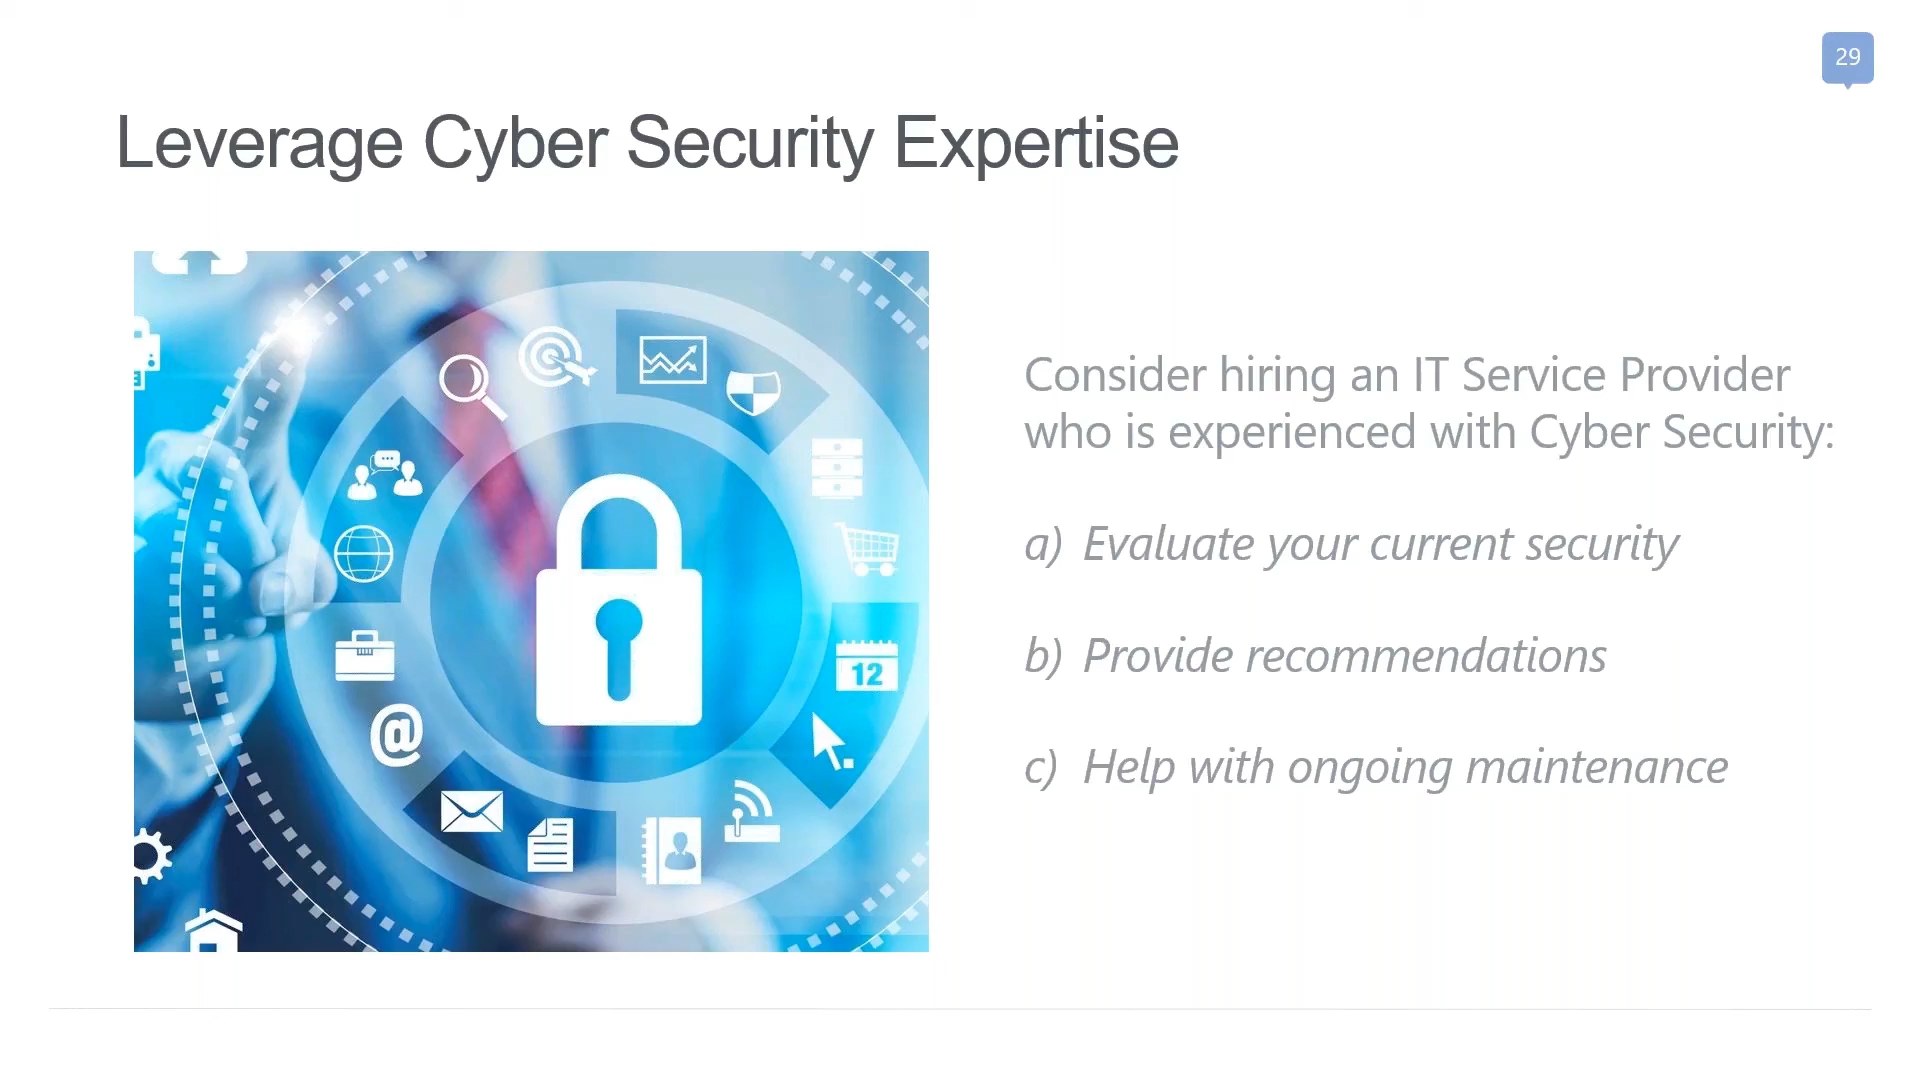 29
Leverage Cyber Security Expertise
Consider hiring an IT Service Provider
who is experienced with Cyber Security:
a) Evaluate your current security
b) Provide recommendations
c) Help with ongoing maintenance
12
@